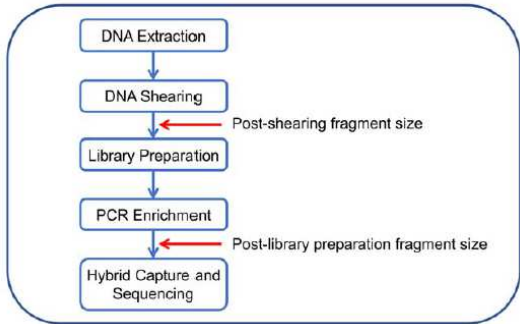 DNA Extraction
DNA Shearing
Post-shearing fragment size
Library Preparation
PCR Enrichment
Post-library preparation fragment size
Hybrid Capture and
Sequencing